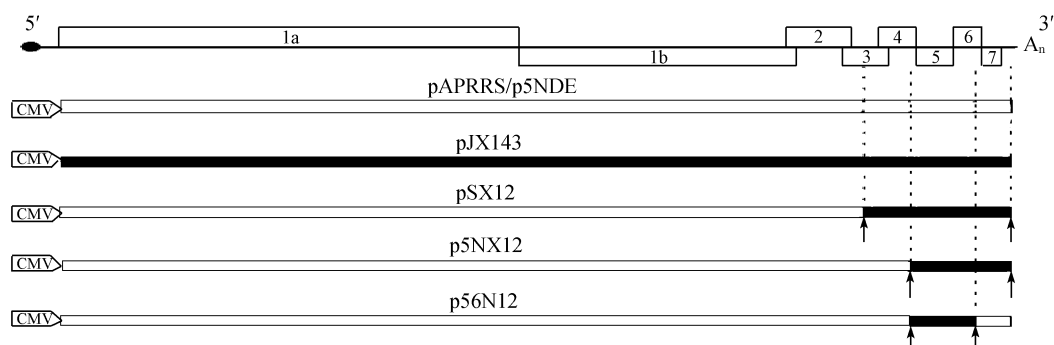 5′ 3′
1a 2 4 6 Aₙ
1b 3 5 7
pAPRRS/p5NDE
CMV
pJX143
CMV
pSX12
CMV
p5NX12
CMV
p56N12
CMV